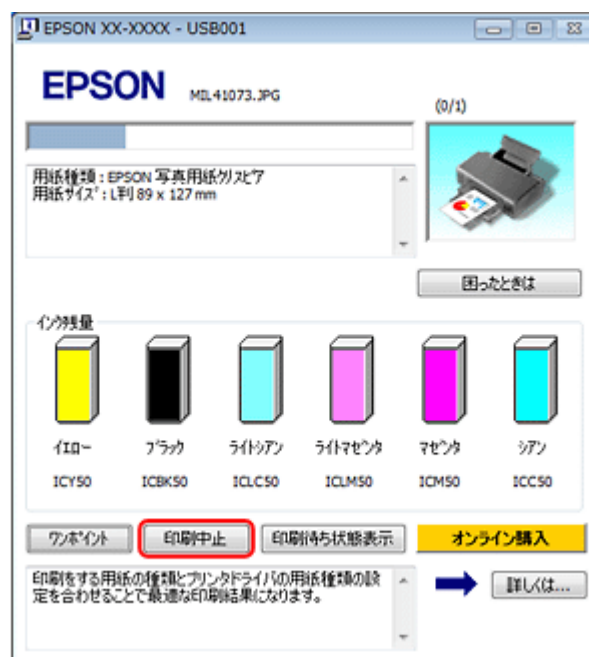 EPSON XX-XXXX - USB001
EPSON MIL41073.JPG
(0/1)
用紙種類 : EPSON 写真用紙クリスピア
用紙サイズ : L判 89 x 127 mm
困ったときは
インク残量
イエロー ブラック ライトシアン ライトマゼンタ マゼンタ シアン
ICY50 ICBK50 ICLC50 ICLM50 ICM50 ICC50
ワンポイント 印刷中止 印刷待ち状態表示 オンライン購入
印刷をする用紙の種類とプリンタドライバの用紙種類の設
定を合わせることで最適な印刷結果になります。
詳しくは...